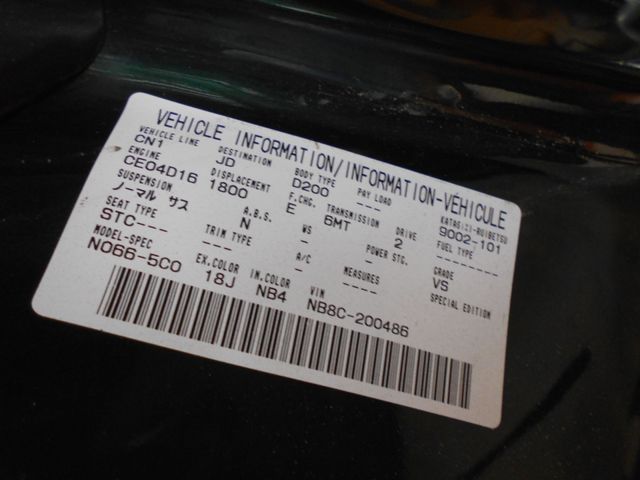 VEHICLE INFORMATION/INFORMATION-VÉHICULE
VEHICLE LINE DESTINATION BODY TYPE PAY LOAD KATASIKI-RUIBETSU
CN1 JD D200 - 9002-101
ENGINE DISPLACEMENT F.CHG. TRANSMISSION DRIVE FUEL TYPE
CE04D16 1800 E 6MT 2 -------
SUSPENSION A.B.S. WS POWER STG. GRADE
ノーマル サス N - - VS
SEAT TYPE TRIM TYPE A/C MEASURES SPECIAL EDITION
STC--- --- - -----
MODEL-SPEC EX.COLOR IN.COLOR VIN
N066-5C0 18J NB4 NB8C-200486